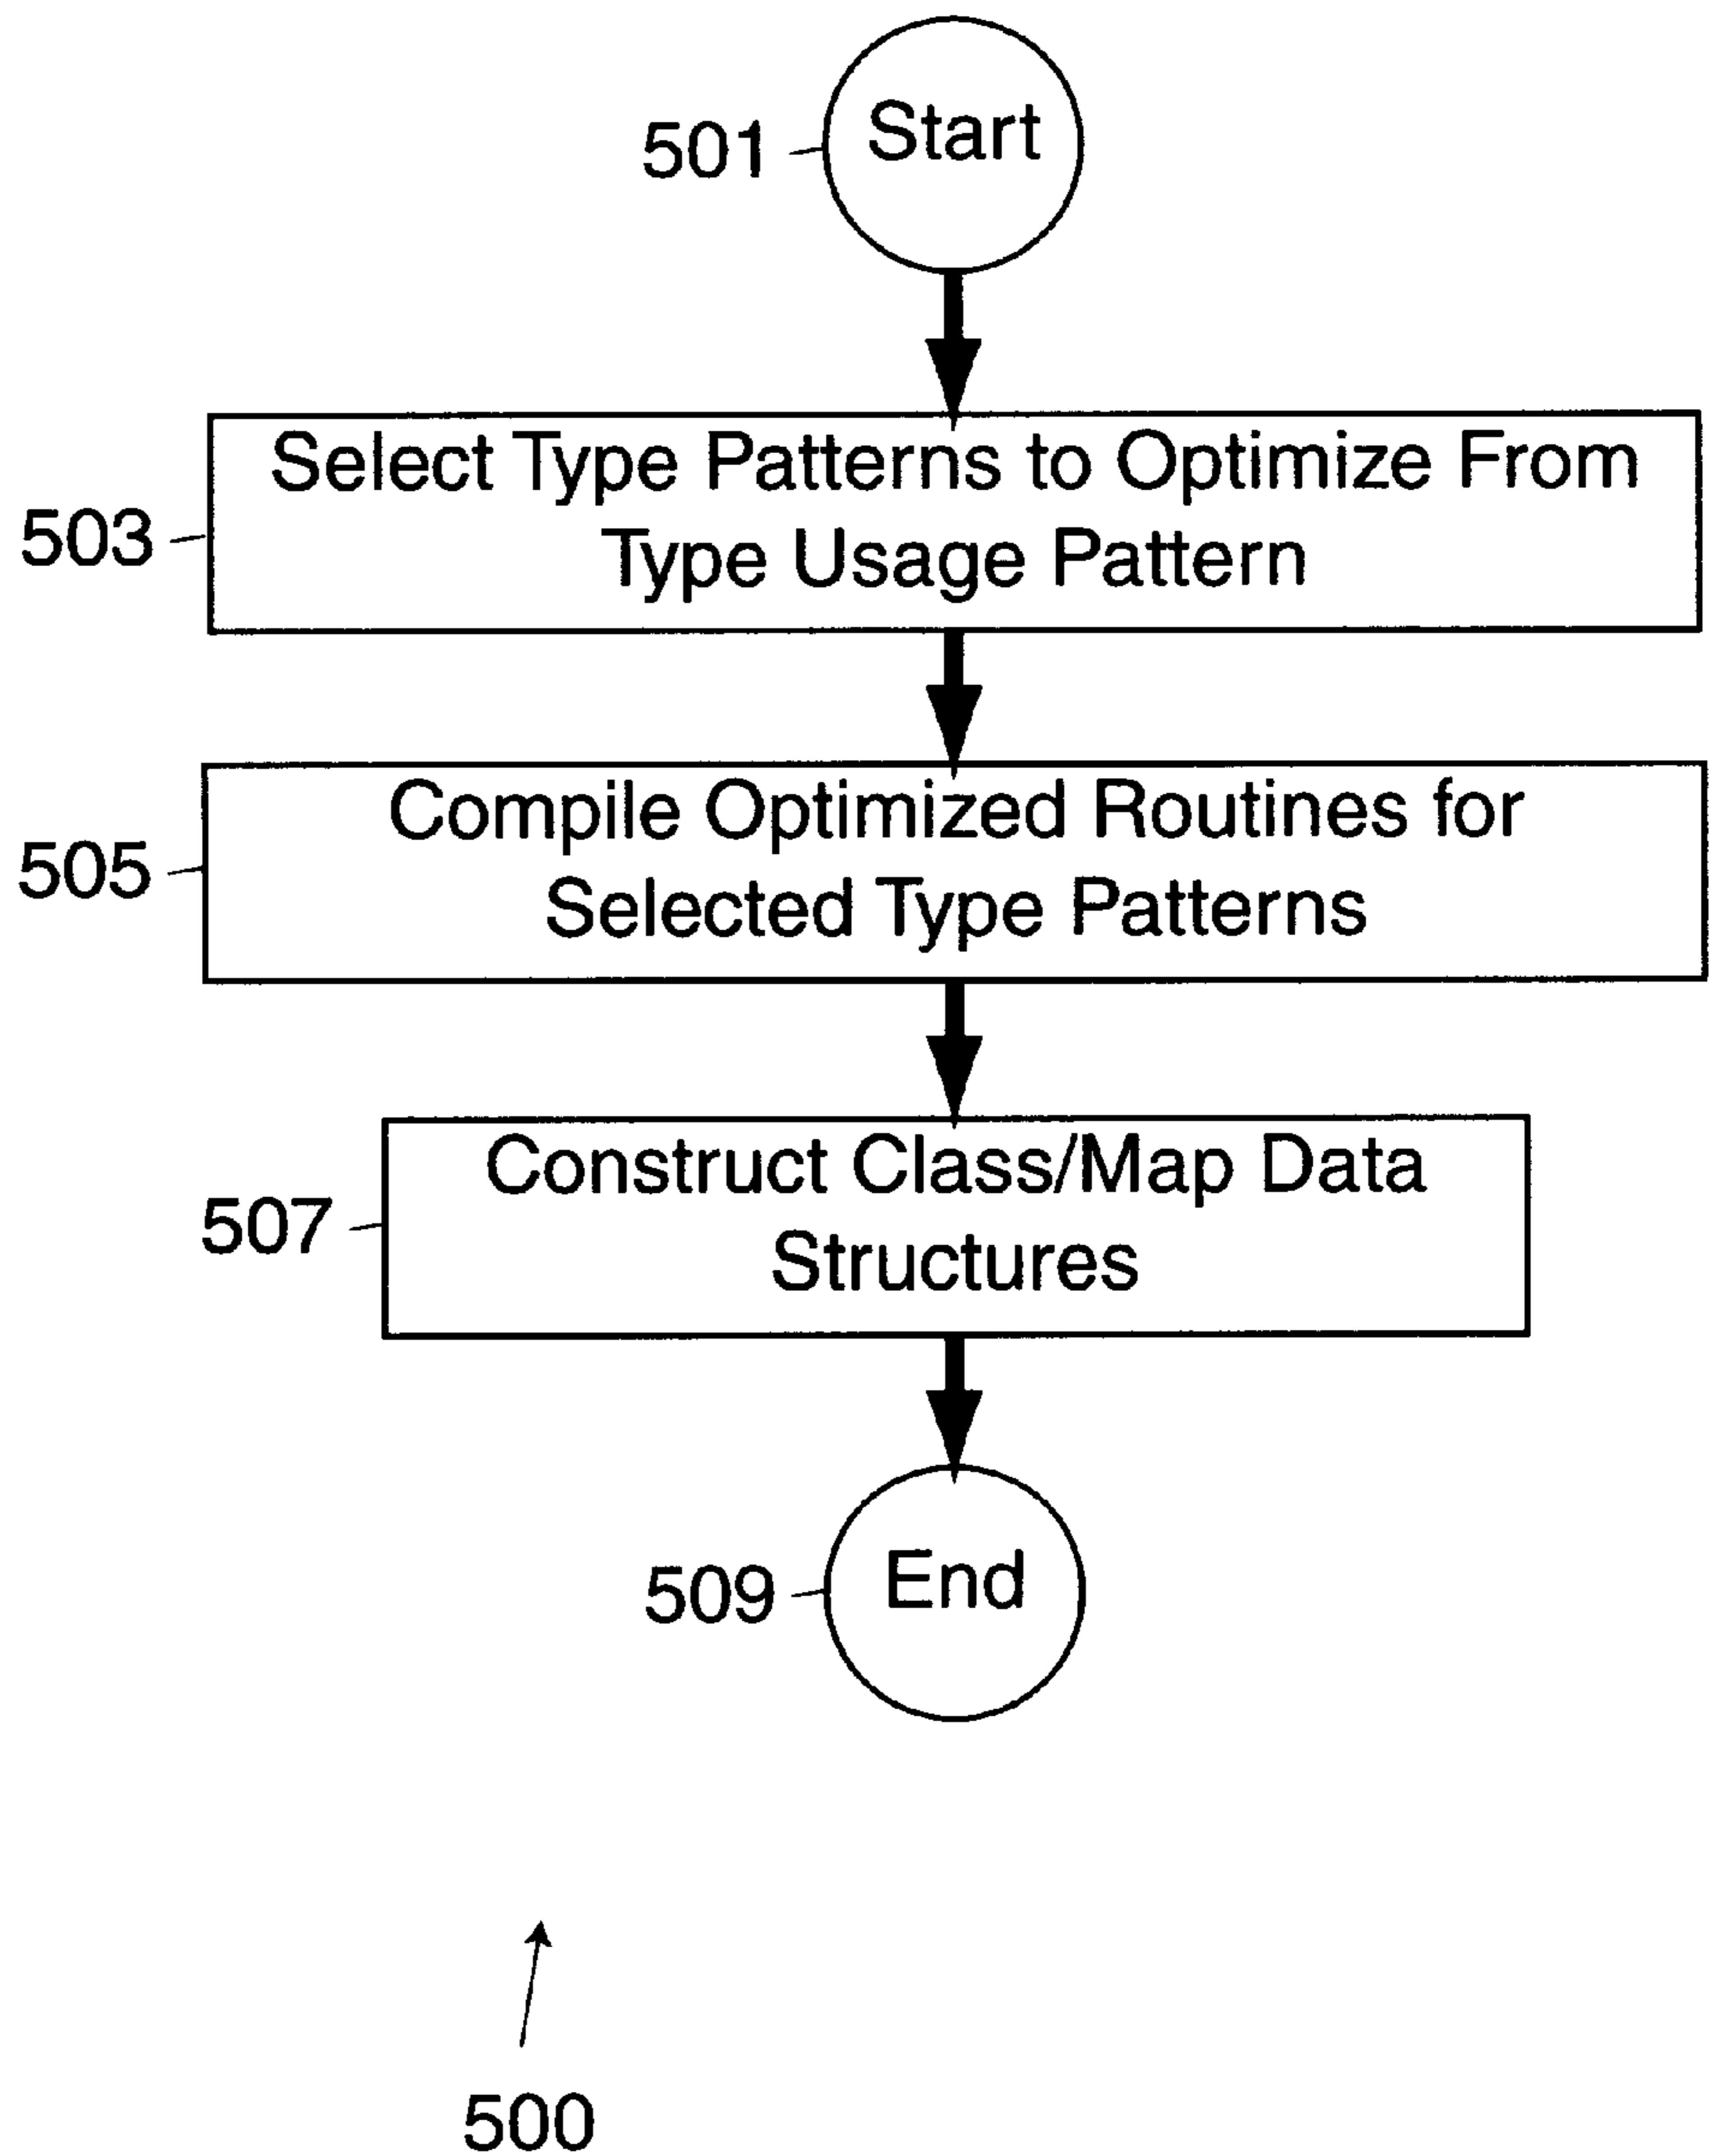 501
Start
Select Type Patterns to Optimize From
503
Type Usage Pattern
Compile Optimized Routines for
505
Selected Type Patterns
Construct Class/Map Data
507
Structures
509
End
500